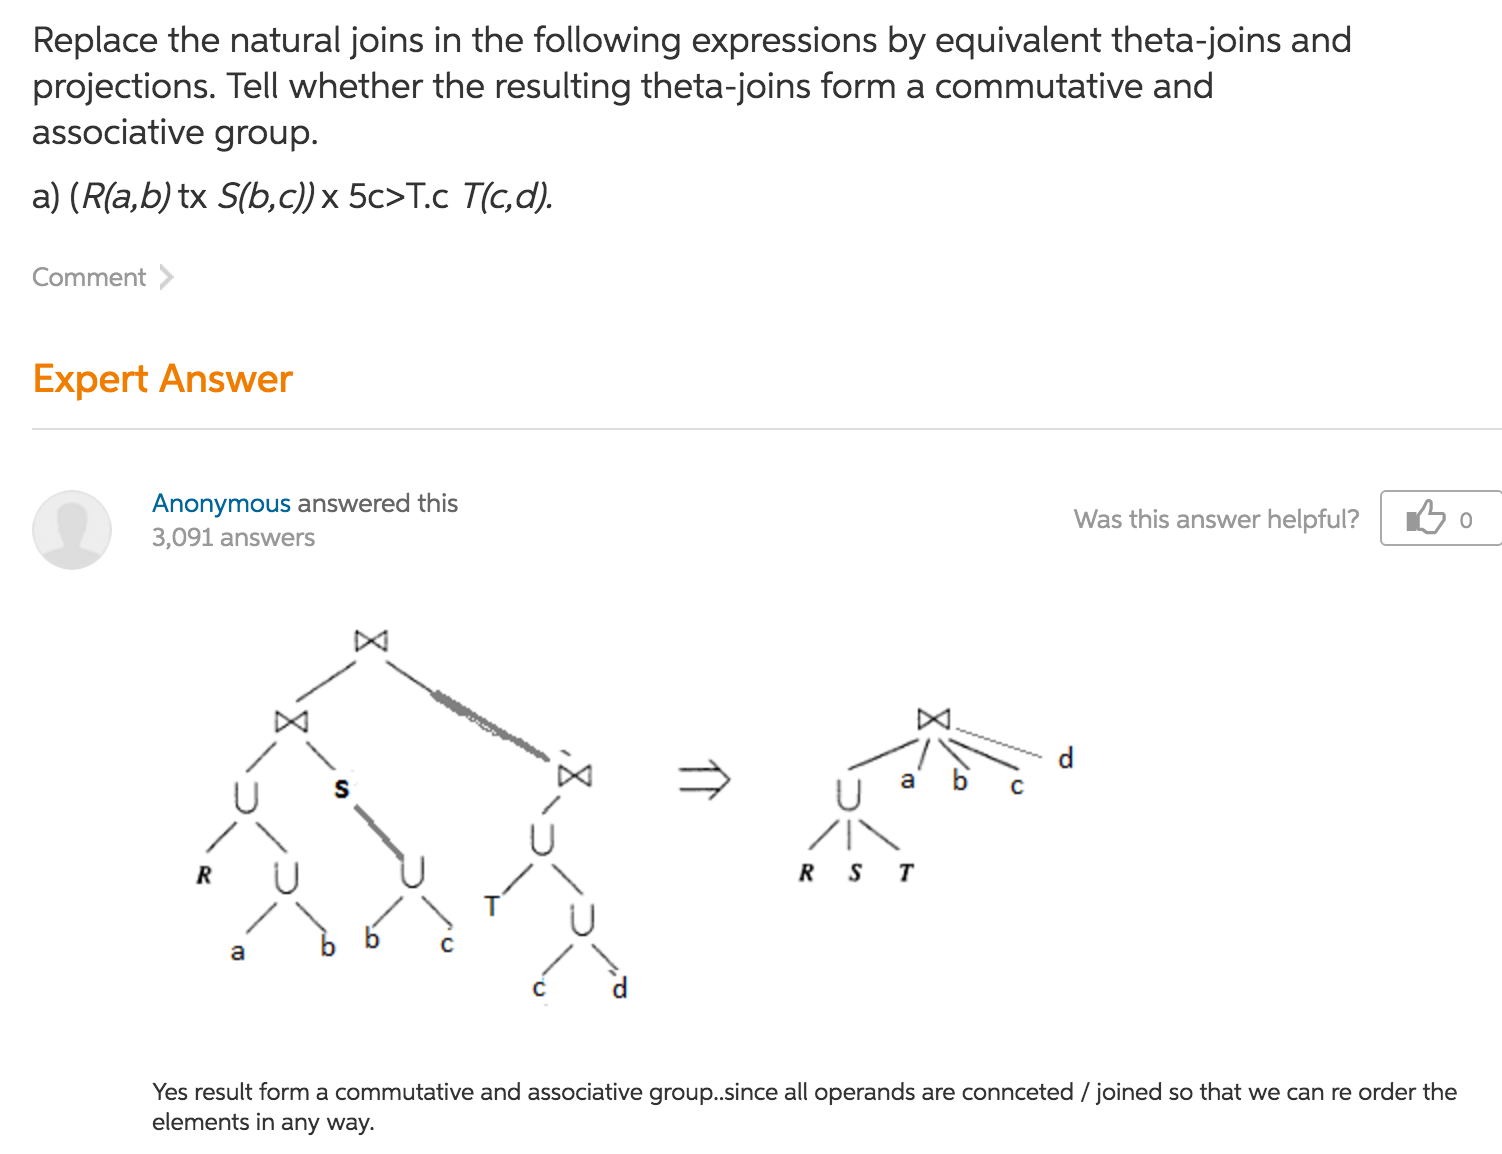 Replace the natural joins in the following expressions by equivalent theta-joins and
projections. Tell whether the resulting theta-joins form a commutative and
associative group.
a) (R(a,b) tx S(b,c)) x 5c>T.c T(c,d).
Comment
Expert Answer
Anonymous answered this
3,091 answers
Was this answer helpful?
0
⋈
⋈
⋈
U
S
U
R
U
U
T
U
a
b
b
c
c
d
⇒
⋈
d
U
a
b
c
R S T
Yes result form a commutative and associative group..since all operands are connceted / joined so that we can re order the
elements in any way.